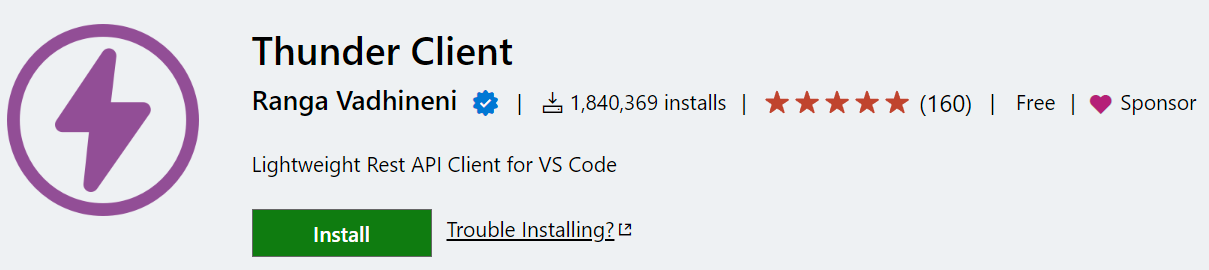 Thunder Client
Ranga Vadhineni | 1,840,369 installs | (160) | Free | Sponsor
Lightweight Rest API Client for VS Code
Install Trouble Installing?